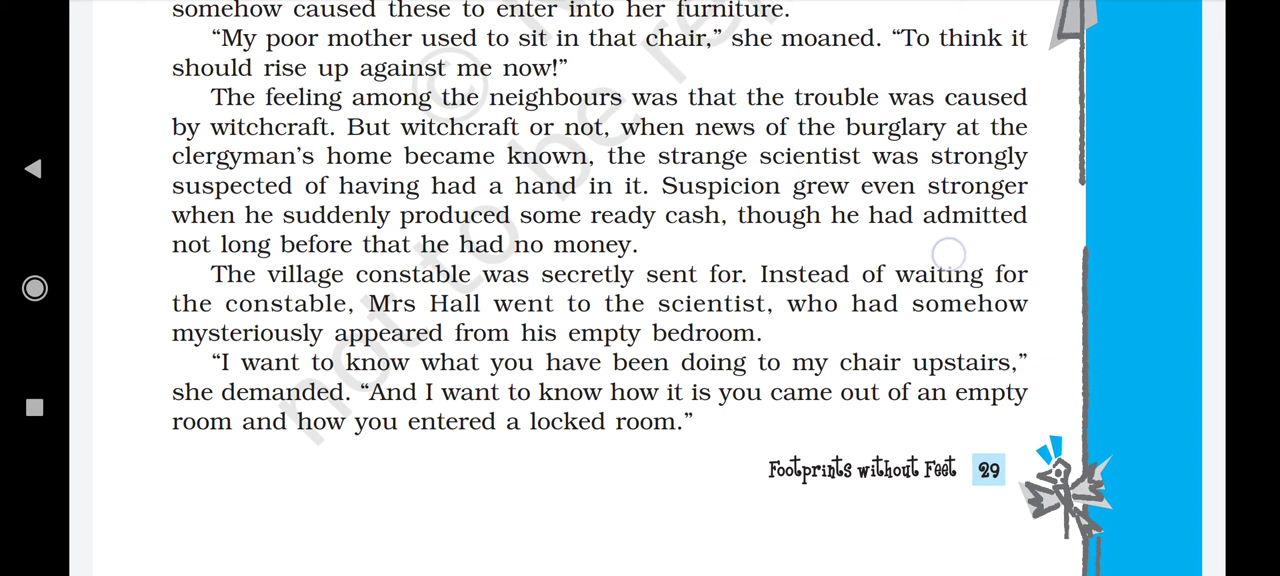 somehow caused these to enter into her furniture.
“My poor mother used to sit in that chair,” she moaned. “To think it
should rise up against me now!”
The feeling among the neighbours was that the trouble was caused
by witchcraft. But witchcraft or not, when news of the burglary at the
clergyman’s home became known, the strange scientist was strongly
suspected of having had a hand in it. Suspicion grew even stronger
when he suddenly produced some ready cash, though he had admitted
not long before that he had no money.
The village constable was secretly sent for. Instead of waiting for
the constable, Mrs Hall went to the scientist, who had somehow
mysteriously appeared from his empty bedroom.
“I want to know what you have been doing to my chair upstairs,”
she demanded. “And I want to know how it is you came out of an empty
room and how you entered a locked room.”
Footprints without Feet 29
not to be re
©